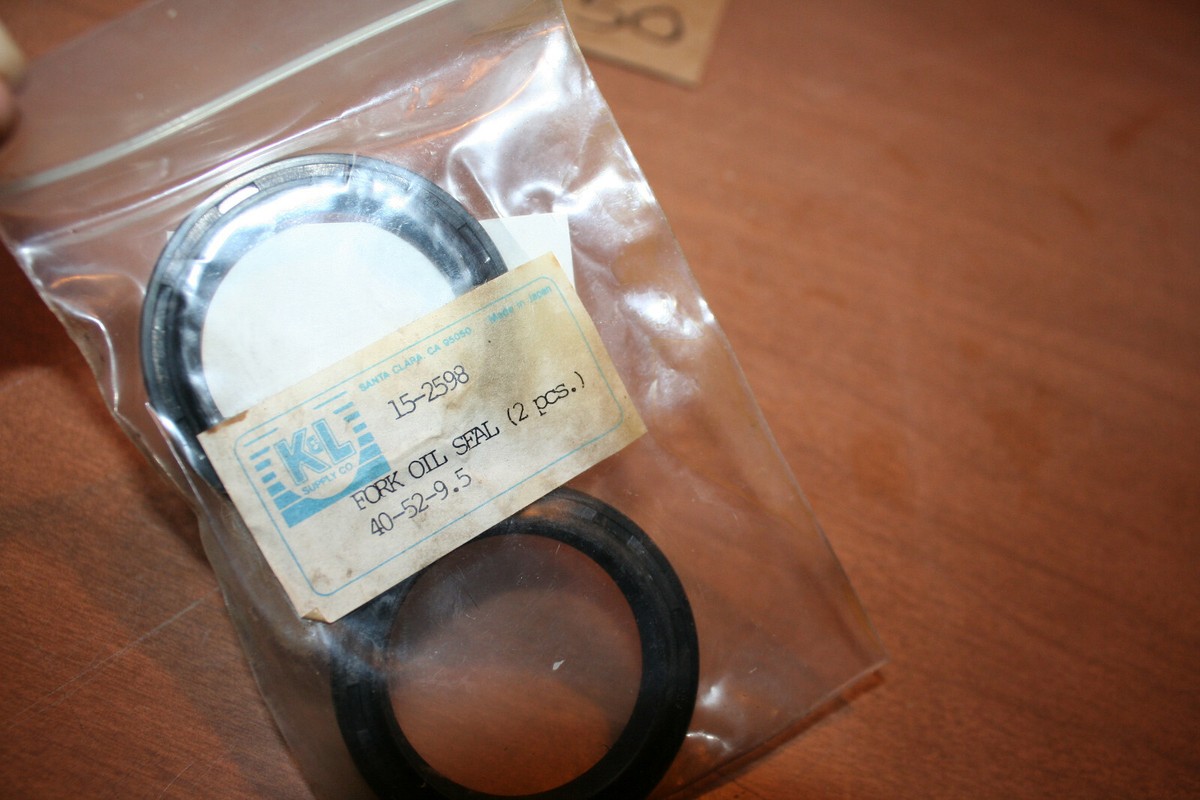 50
SANTA CLARA, CA 95050 Made in Japan
K&L
SUPPLY CO
15-2598
FORK OIL SEAL (2 pcs.)
40-52-9.5